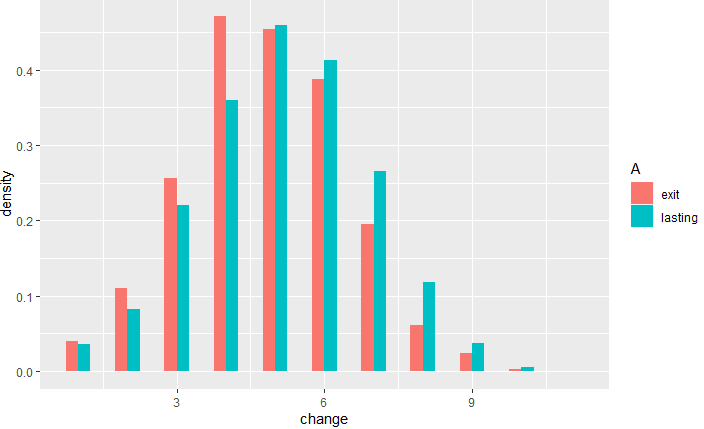 density
0.4
0.3
0.2
0.1
0.0
3 6 9
change
A
exit
lasting